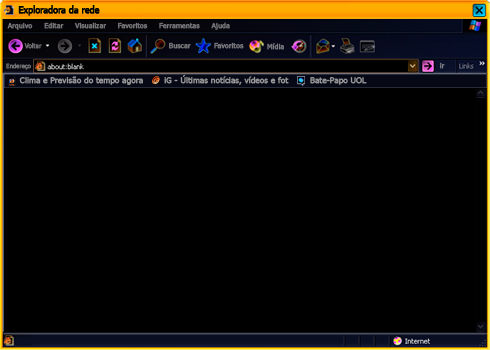 Exploradora da rede
Arquivo Editar Visualizar Favoritos Ferramentas Ajuda
Voltar Buscar Favoritos Mídia
Endereço about:blank Ir Links »
Clima e Previsão do tempo agora iG - Últimas notícias, vídeos e fot Bate-Papo UOL
Internet